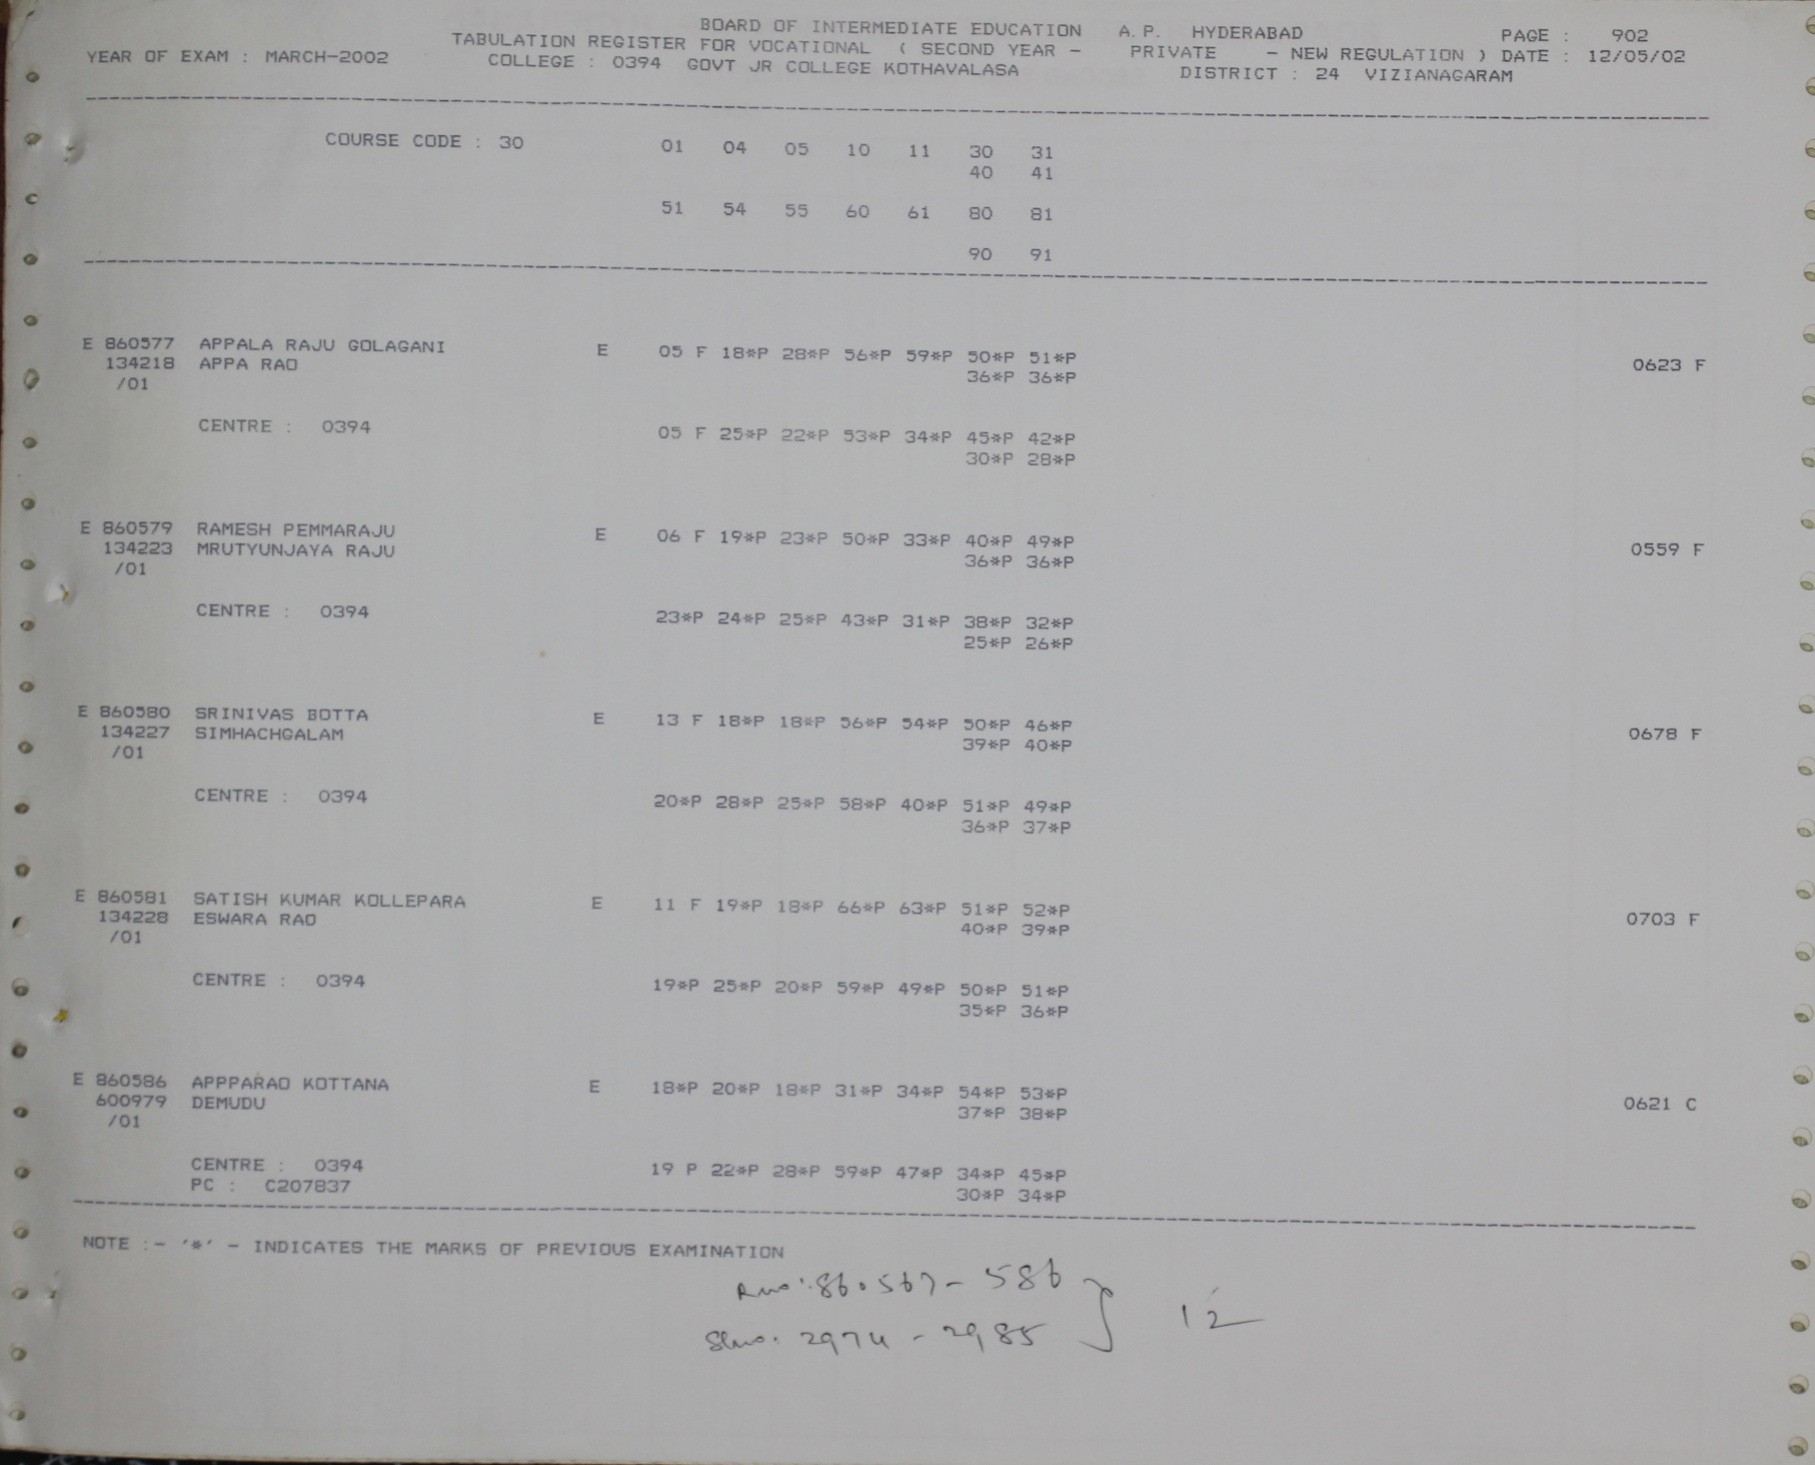 BOARD OF INTERMEDIATE EDUCATION A.P. HYDERABAD PAGE : 902
YEAR OF EXAM : MARCH-2002 TABULATION REGISTER FOR VOCATIONAL ( SECOND YEAR - PRIVATE - NEW REGULATION ) DATE : 12/05/02
COLLEGE : 0394 GOVT JR COLLEGE KOTHAVALASA DISTRICT : 24 VIZIANAGARAM
COURSE CODE : 30 01 04 05 10 11 30 31
40 41
51 54 55 60 61 80 81
90 91
E 860577 APPALA RAJU GOLAGANI E 05 F 18*P 28*P 56*P 59*P 50*P 51*P
134218 APPA RAO 36*P 36*P 0623 F
/01
CENTRE : 0394 05 F 25*P 22*P 53*P 34*P 45*P 42*P
30*P 28*P
E 860579 RAMESH PEMMARAJU E 06 F 19*P 23*P 50*P 33*P 40*P 49*P
134223 MRUTYUNJAYA RAJU 36*P 36*P 0559 F
/01
CENTRE : 0394 23*P 24*P 25*P 43*P 31*P 38*P 32*P
25*P 26*P
E 860580 SRINIVAS BOTTA E 13 F 18*P 18*P 56*P 54*P 50*P 46*P
134227 SIMHACHGALAM 39*P 40*P 0678 F
/01
CENTRE : 0394 20*P 28*P 25*P 58*P 40*P 51*P 49*P
36*P 37*P
E 860581 SATISH KUMAR KOLLEPARA E 11 F 19*P 18*P 66*P 63*P 51*P 52*P
134228 ESWARA RAO 40*P 39*P 0703 F
/01
CENTRE : 0394 19*P 25*P 20*P 59*P 49*P 50*P 51*P
35*P 36*P
E 860586 APPPARAO KOTTANA E 18*P 20*P 18*P 31*P 34*P 54*P 53*P
600979 DEMUDU 37*P 38*P 0621 C
/01
CENTRE : 0394 19 P 22*P 28*P 59*P 47*P 34*P 45*P
PC : C207837 30*P 34*P
NOTE :- '*' - INDICATES THE MARKS OF PREVIOUS EXAMINATION
Rno: 860567 - 586
Slno: 2974 - 2985 } 12